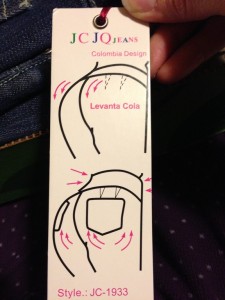 JC JQ JEANS
Colombia Design
Levanta Cola
Style.: JC-1933